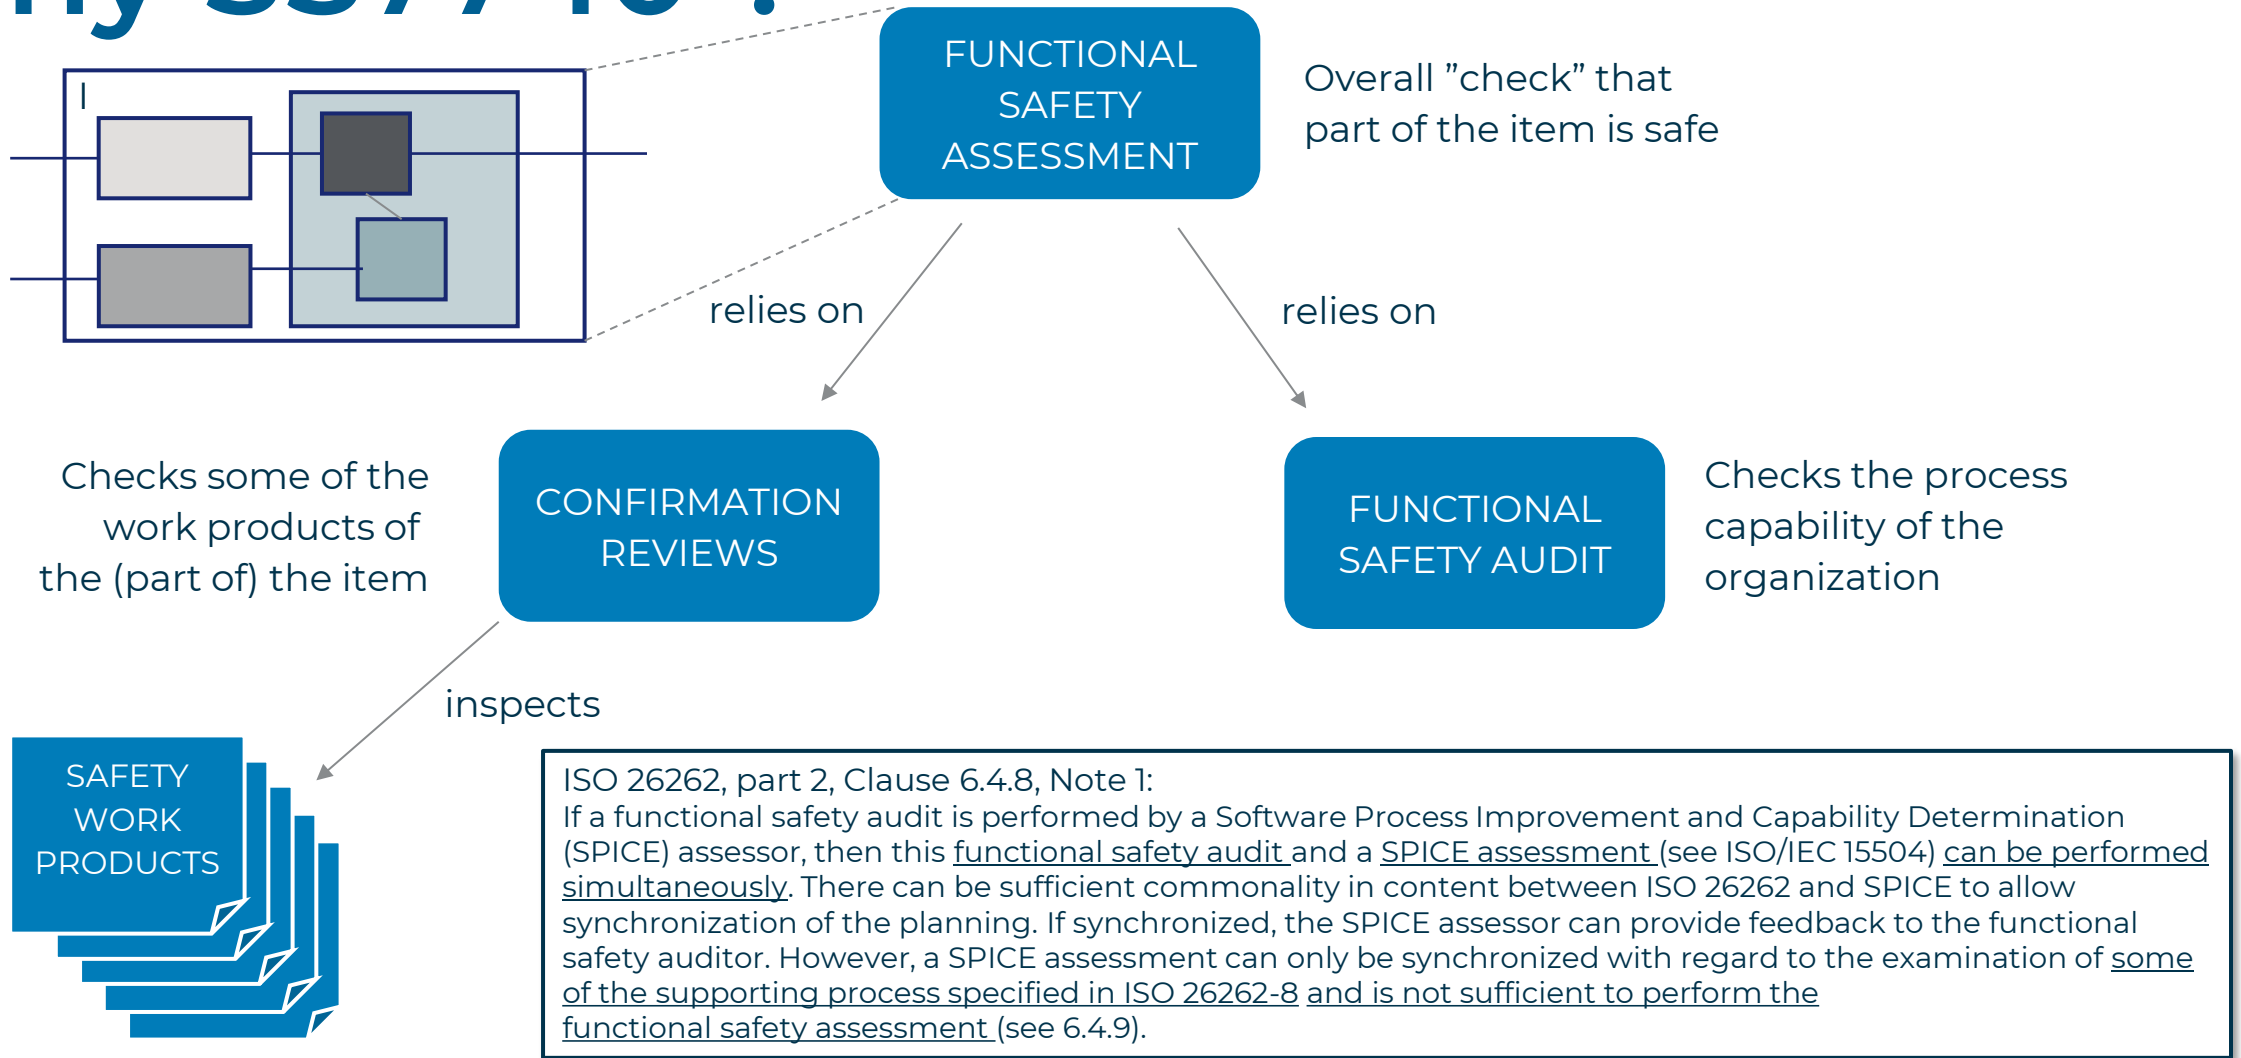 FUNCTIONAL
SAFETY
ASSESSMENT
Overall ”check” that
part of the item is safe
I
relies on
relies on
Checks some of the
work products of
the (part of) the item
CONFIRMATION
REVIEWS
FUNCTIONAL
SAFETY AUDIT
Checks the process
capability of the
organization
inspects
SAFETY
WORK
PRODUCTS
ISO 26262, part 2, Clause 6.4.8, Note 1:
If a functional safety audit is performed by a Software Process Improvement and Capability Determination
(SPICE) assessor, then this functional safety audit and a SPICE assessment (see ISO/IEC 15504) can be performed
simultaneously. There can be sufficient commonality in content between ISO 26262 and SPICE to allow
synchronization of the planning. If synchronized, the SPICE assessor can provide feedback to the functional
safety auditor. However, a SPICE assessment can only be synchronized with regard to the examination of some
of the supporting process specified in ISO 26262-8 and is not sufficient to perform the
functional safety assessment (see 6.4.9).